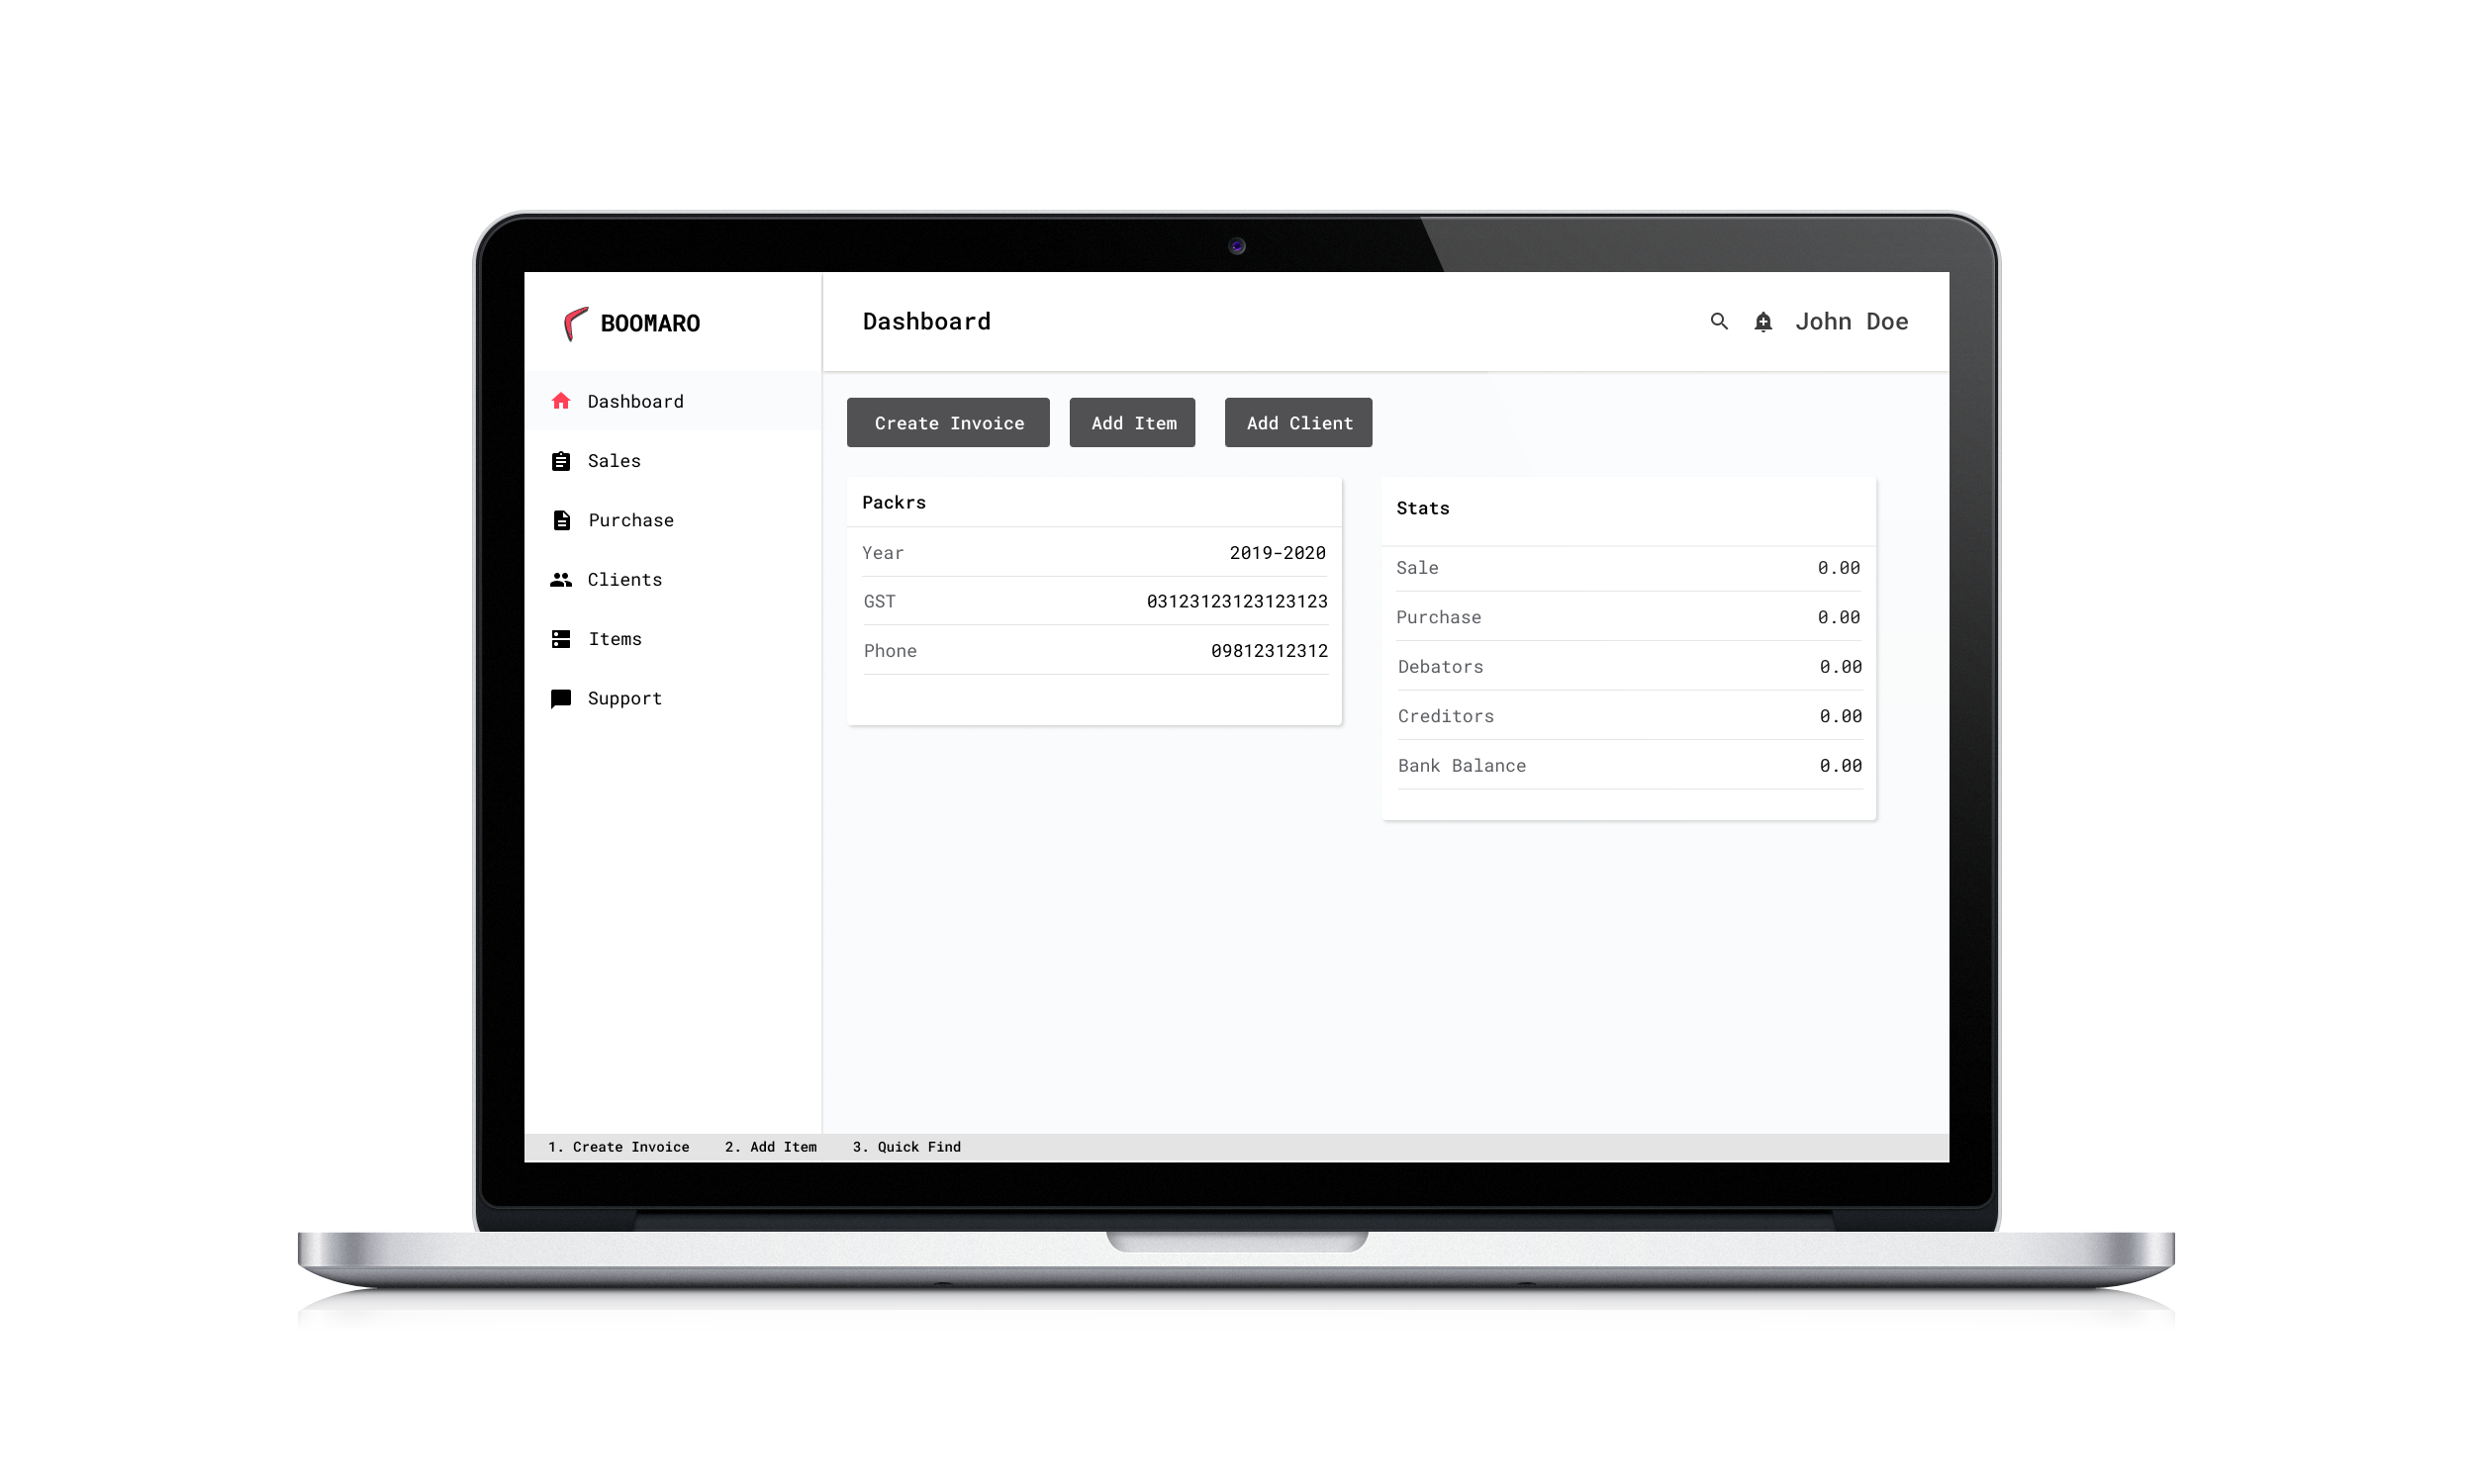 BOOMARO
Dashboard
John Doe
Dashboard
Sales
Purchase
Clients
Items
Support
Create Invoice
Add Item
Add Client
Packrs
Year 2019-2020
GST 03123123123123123
Phone 09812312312
Stats
Sale 0.00
Purchase 0.00
Debators 0.00
Creditors 0.00
Bank Balance 0.00
1. Create Invoice 2. Add Item 3. Quick Find